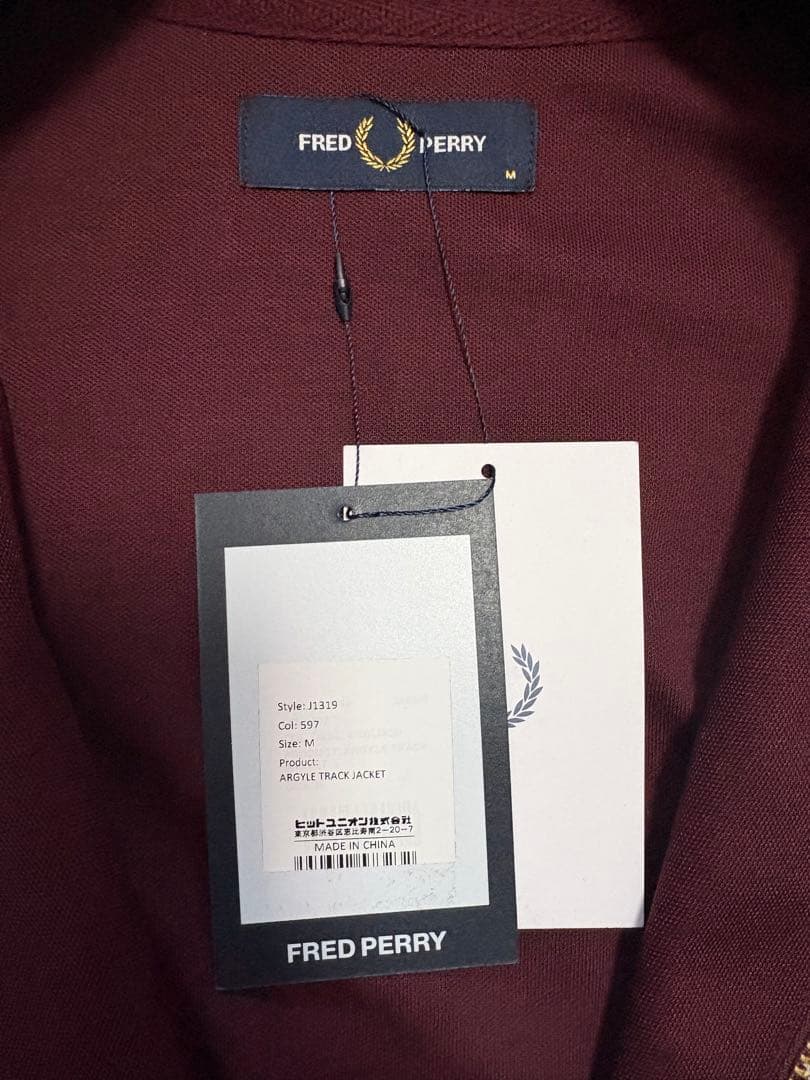 FRED PERRY
M
Style: J1319
Col: 597
Size: M
Product:
ARGYLE TRACK JACKET
ヒットユニオン株式会社
東京都渋谷区恵比寿南2-20-7
MADE IN CHINA
FRED PERRY